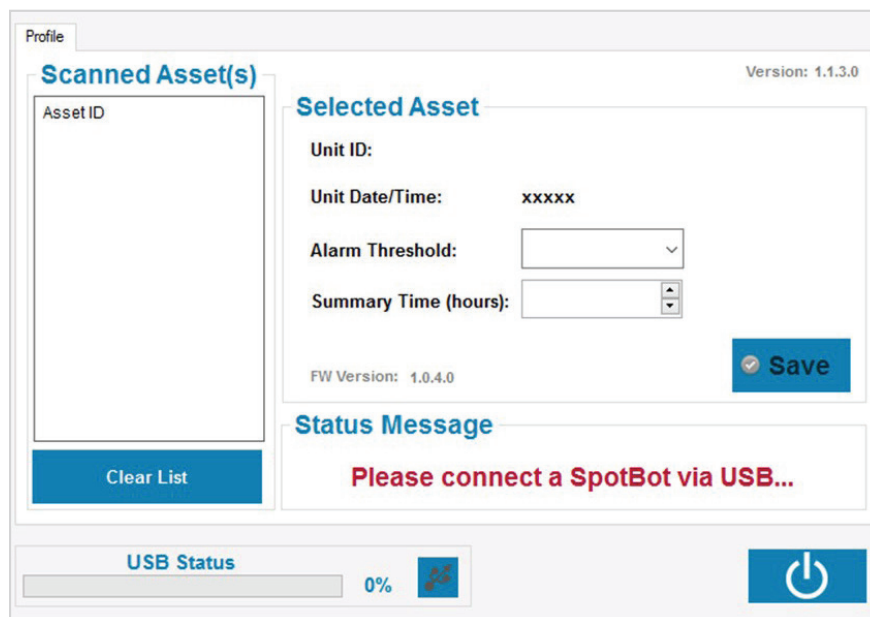 Profile
Scanned Asset(s)
Asset ID
Clear List
Version: 1.1.3.0
Selected Asset
Unit ID:
Unit Date/Time: xxxxx
Alarm Threshold:
Summary Time (hours):
FW Version: 1.0.4.0
Save
Status Message
Please connect a SpotBot via USB...
USB Status
0%